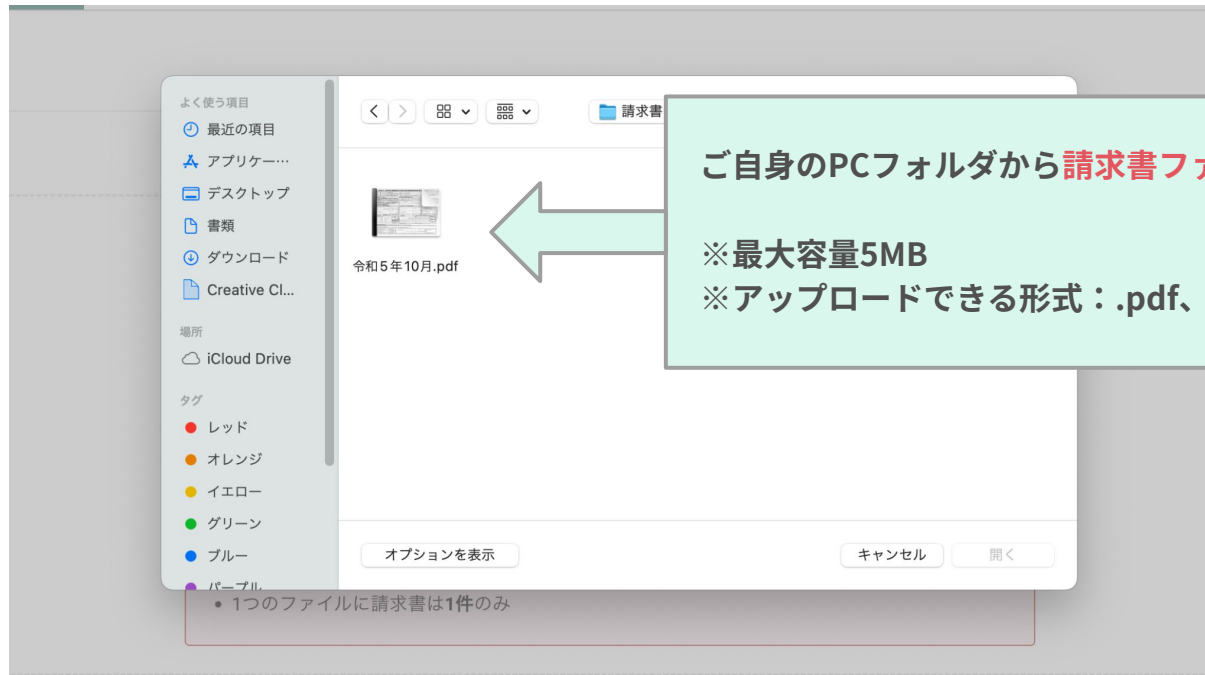 よく使う項目
最近の項目
アプリケー…
デスクトップ
書類
ダウンロード
Creative Cl...
場所
iCloud Drive
タグ
レッド
オレンジ
イエロー
グリーン
ブルー
パープル
請求書
令和5年10月.pdf
ご自身のPCフォルダから請求書ファ
※最大容量5MB
※アップロードできる形式：.pdf、
オプションを表示
キャンセル
開く
• 1つのファイルに請求書は1件のみ